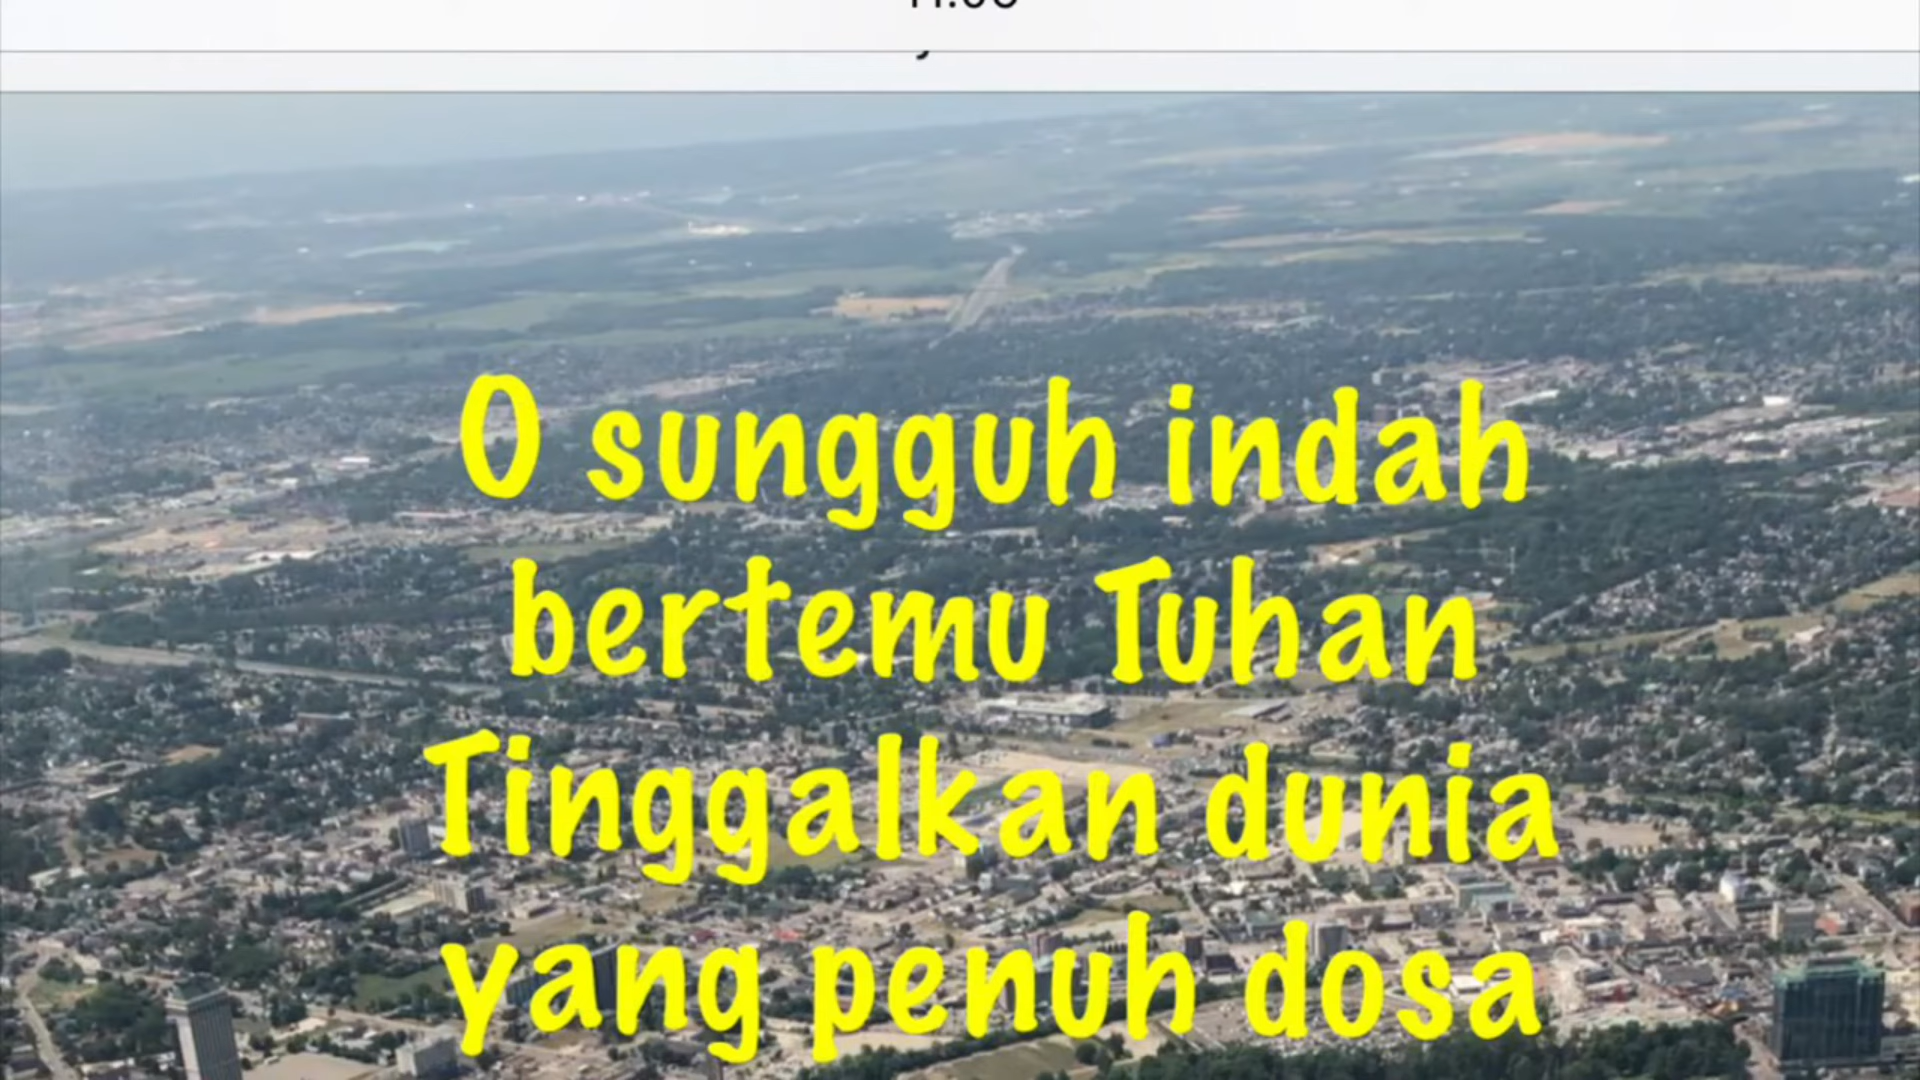 O sungguh indah
bertemu Tuhan
Tinggalkan dunia
yang penuh dosa